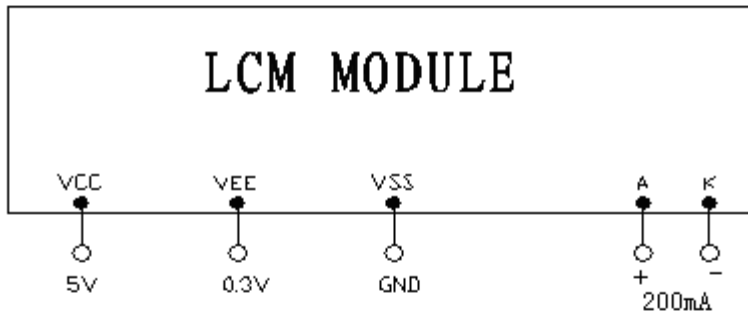 LCM MODULE
VCC VEE VSS A K
5V 0.3V GND + -
200mA